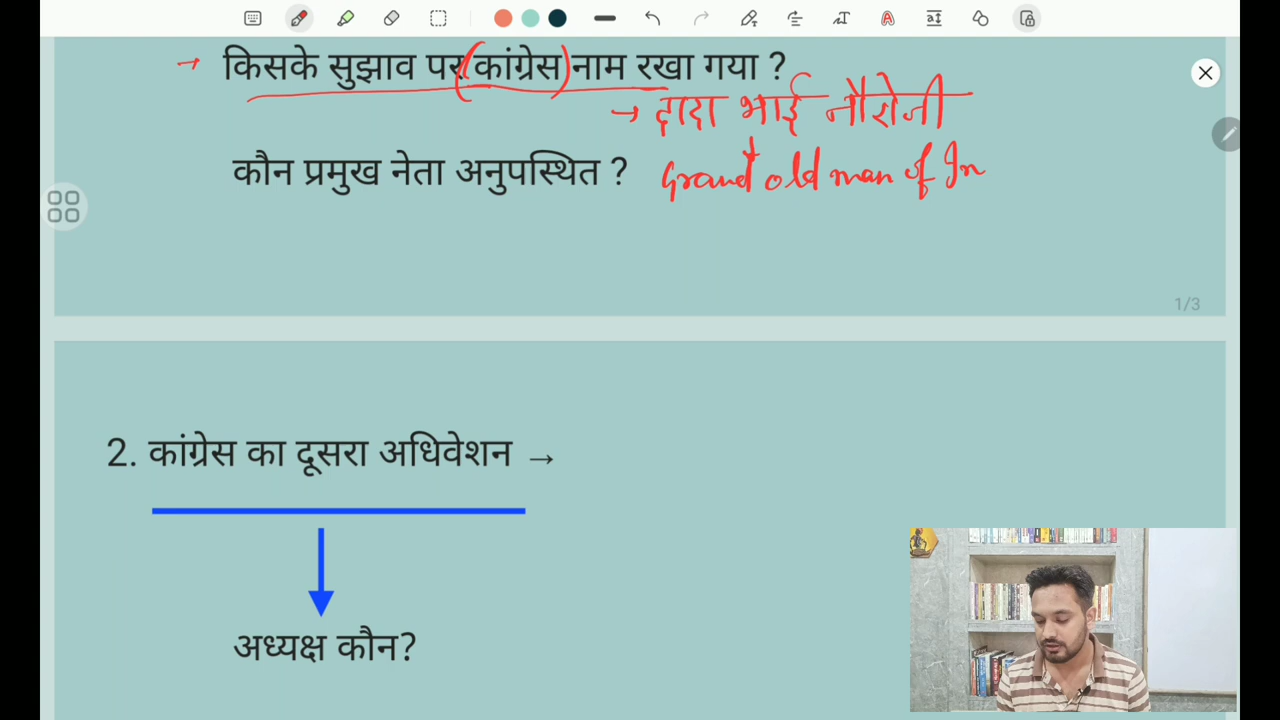 → किसके सुझाव पर (कांग्रेस) नाम रखा गया ?
→ दादा भाई नौरोजी
कौन प्रमुख नेता अनुपस्थित ? Grand old man of In
1/3
2. कांग्रेस का दूसरा अधिवेशन →
अध्यक्ष कौन?